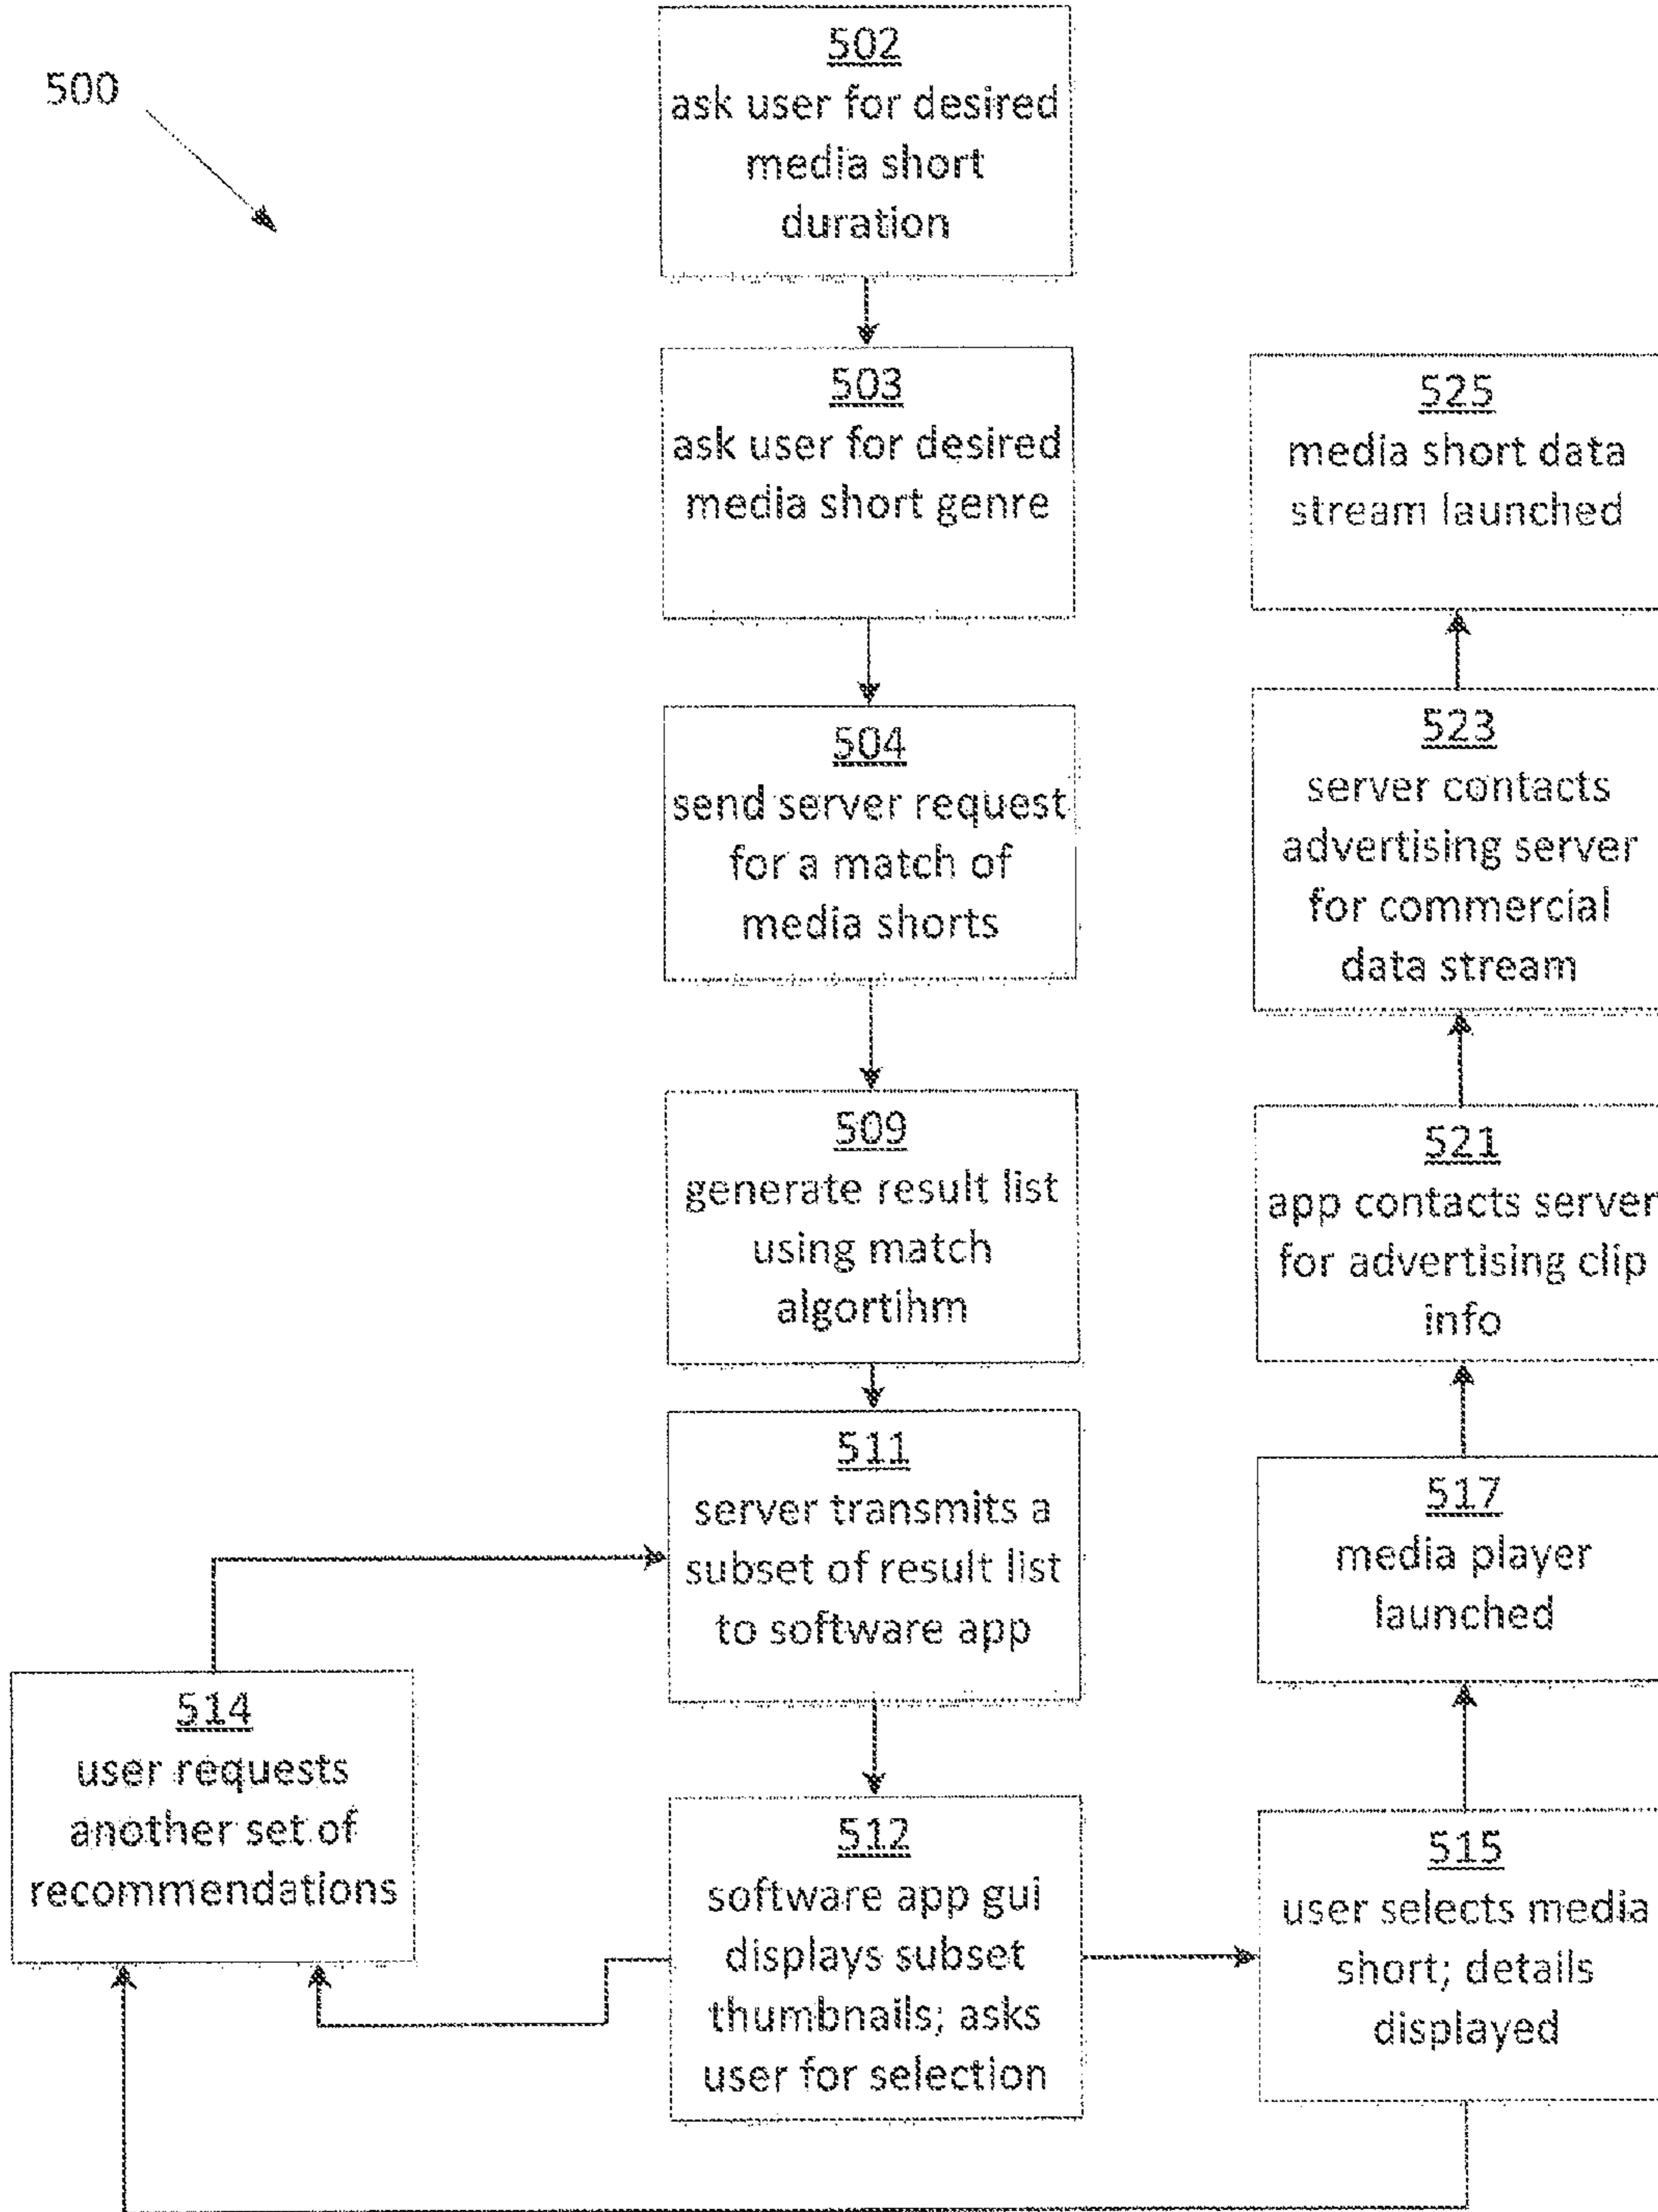 500
502
ask user for desired
media short
duration
503
ask user for desired
media short genre
504
send server request
for a match of
media shorts
509
generate result list
using match
algortihm
511
server transmits a
subset of result list
to software app
512
software app gui
displays subset
thumbnails; asks
user for selection
514
user requests
another set of
recommendations
515
user selects media
short; details
displayed
517
media player
launched
521
app contacts server
for advertising clip
info
523
server contacts
advertising server
for commercial
data stream
525
media short data
stream launched